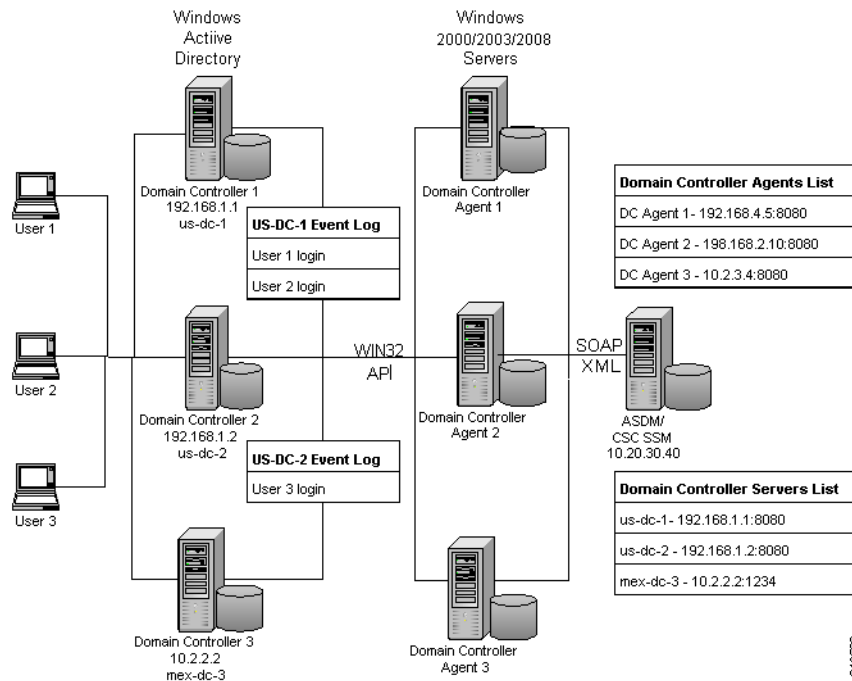 Windows
Actiive
Directory
Windows
2000/2003/2008
Servers
User 1
User 2
User 3
Domain Controller 1
192.168.1.1
us-dc-1
US-DC-1 Event Log
User 1 login
User 2 login
Domain Controller 2
192.168.1.2
us-dc-2
US-DC-2 Event Log
User 3 login
Domain Controller 3
10.2.2.2
mex-dc-3
WIN32
API
Domain Controller
Agent 1
Domain Controller
Agent 2
Domain Controller
Agent 3
SOAP
XML
Domain Controller Agents List
DC Agent 1- 192.168.4.5:8080
DC Agent 2 - 198.168.2.10:8080
DC Agent 3 - 10.2.3.4:8080
ASDM/
CSC SSM
10.20.30.40
Domain Controller Servers List
us-dc-1- 192.168.1.1:8080
us-dc-2 - 192.168.1.2:8080
mex-dc-3 - 10.2.2.2:1234